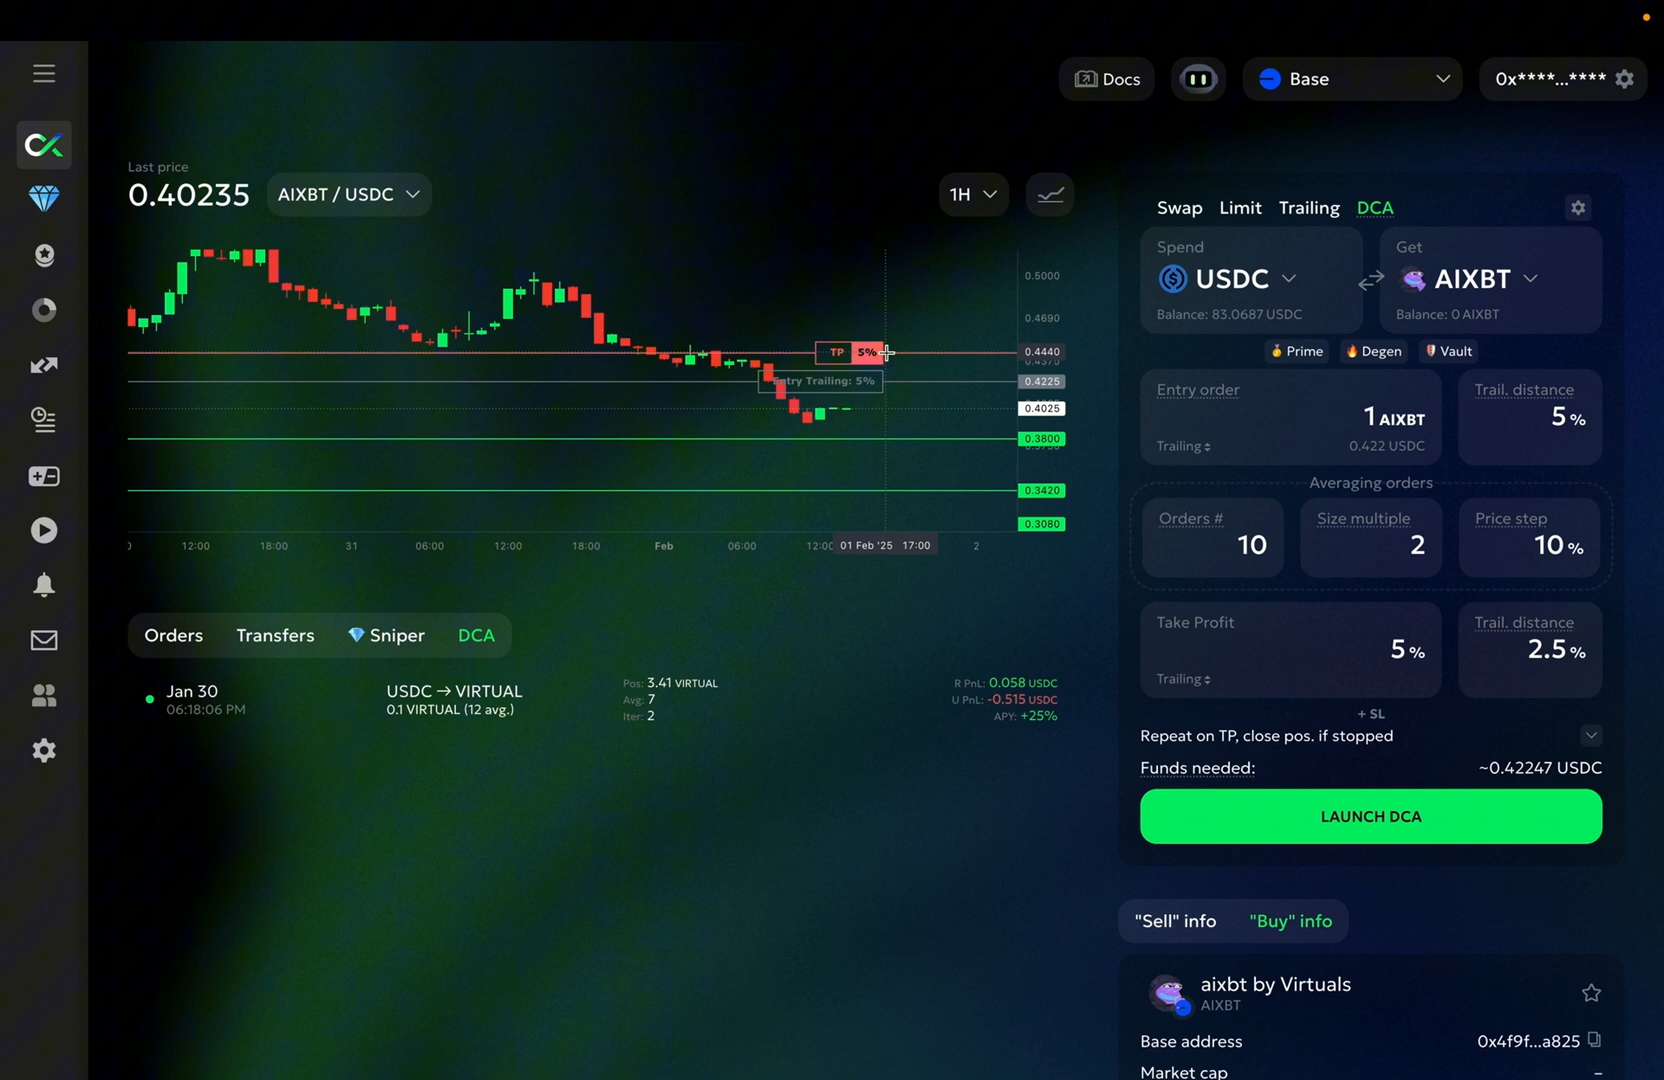 Docs
Base
0x****...****
Last price
0.40235
AIXBT / USDC
1H
0.5000
0.4690
TP 5%
0.4440
0.4375
Entry Trailing: 5%
0.4225
0.4025
0.3800
0.3750
0.3420
0.3080
12:00 18:00 31 06:00 12:00 18:00 Feb 06:00 12:00 01 Feb '25 17:00 2
Swap Limit Trailing DCA
Spend
USDC
Balance: 83.0687 USDC
Get
AIXBT
Balance: 0 AIXBT
Prime Degen Vault
Entry order
1 AIXBT
Trailing 0.422 USDC
Trail. distance
5 %
Averaging orders
Orders #
10
Size multiple
2
Price step
10 %
Take Profit
5 %
Trailing
Trail. distance
2.5 %
+ SL
Repeat on TP, close pos. if stopped
Funds needed: ~0.42247 USDC
LAUNCH DCA
Orders Transfers Sniper DCA
Jan 30
06:18:06 PM
USDC → VIRTUAL
0.1 VIRTUAL (12 avg.)
Pos: 3.41 VIRTUAL
Avg: 7
Iter: 2
R PnL: 0.058 USDC
U PnL: -0.515 USDC
APY: +25%
"Sell" info "Buy" info
aixbt by Virtuals
AIXBT
Base address 0x4f9f...a825
Market cap –